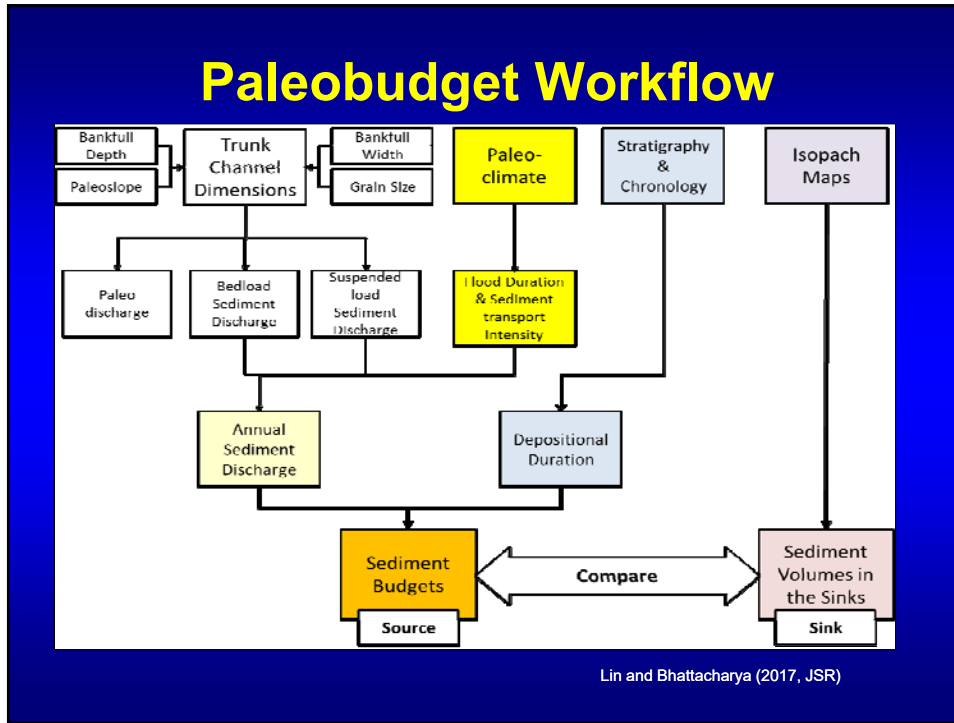 Paleobudget Workflow
Bankfull
Depth
Paleoslope
Trunk
Channel
Dimensions
Bankfull
Width
Grain Size
Paleo-
climate
Stratigraphy
&
Chronology
Isopach
Maps
Paleo
discharge
Bedload
Sediment
Discharge
Suspended
load
Sediment
Discharge
Flood Duration
& Sediment
transport
Intensity
Annual
Sediment
Discharge
Depositional
Duration
Sediment
Budgets
Source
Compare
Sediment
Volumes in
the Sinks
Sink
Lin and Bhattacharya (2017, JSR)